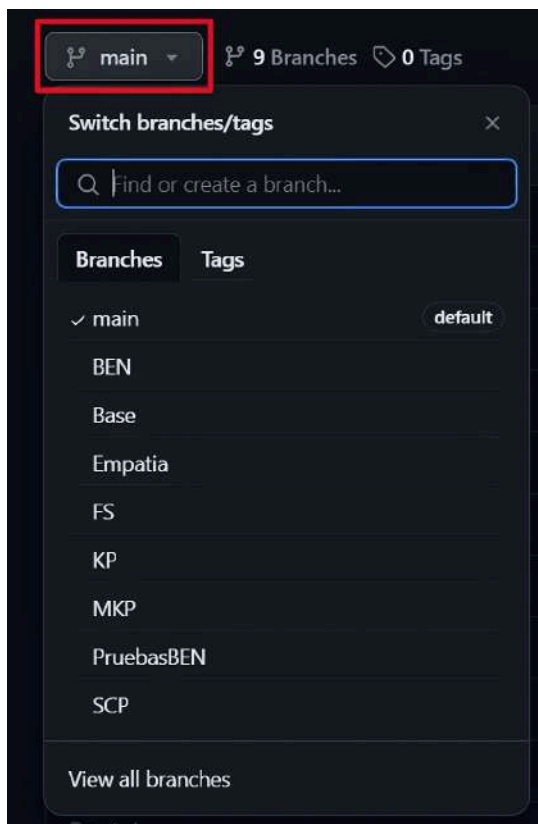 main 9 Branches 0 Tags
Switch branches/tags
Find or create a branch...
Branches Tags
main default
BEN
Base
Empatia
FS
KP
MKP
PruebasBEN
SCP
View all branches